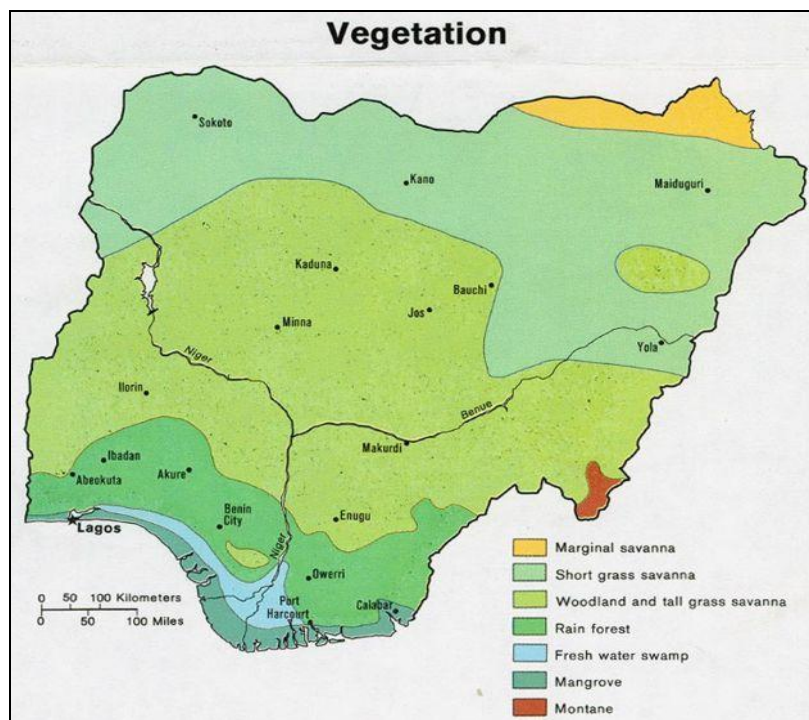 Vegetation
Sokoto
Kano
Maiduguri
Kaduna
Bauchi
Jos
Minna
Yola
Niger
Ilorin
Benue
Makurdi
Ibadan
Abeokuta
Akure
Benin
City
Enugu
Lagos
Niger
Owerri
Port
Harcourt
Calabar
0 50 100 Kilometers
0 50 100 Miles
Marginal savanna
Short grass savanna
Woodland and tall grass savanna
Rain forest
Fresh water swamp
Mangrove
Montane